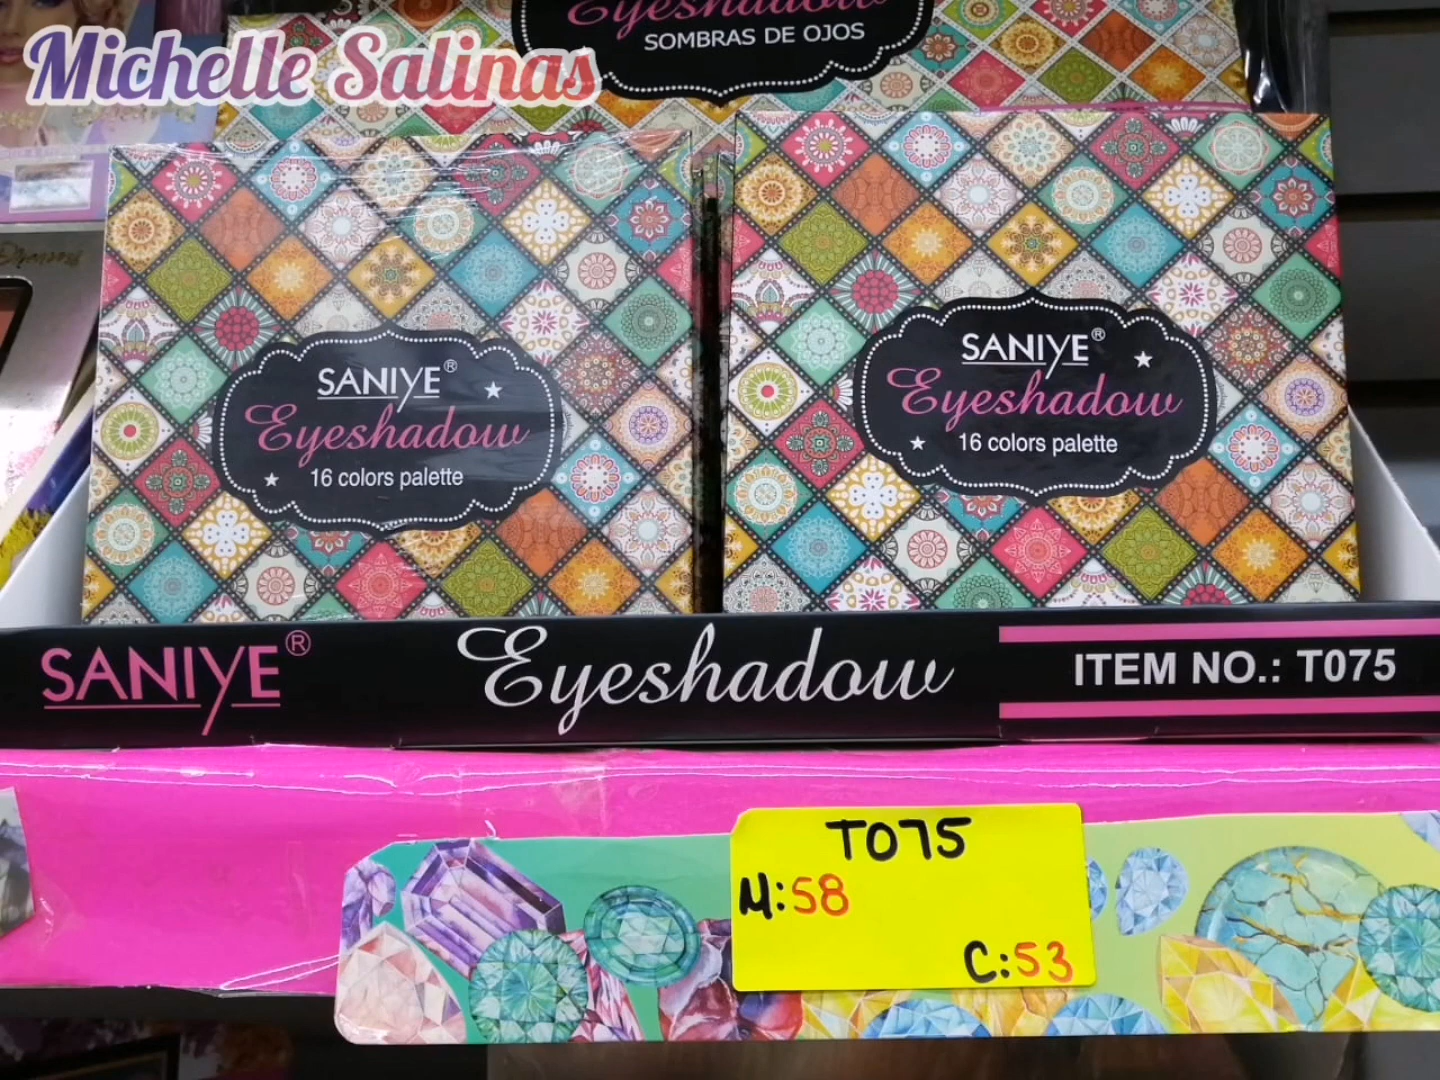 Michelle Salinas
Eyeshadow
SOMBRAS DE OJOS
SANIYE®
Eyeshadow
16 colors palette
SANIYE®
Eyeshadow
16 colors palette
SANIYE®
Eyeshadow
ITEM NO.: T075
T075
M:58
C:53